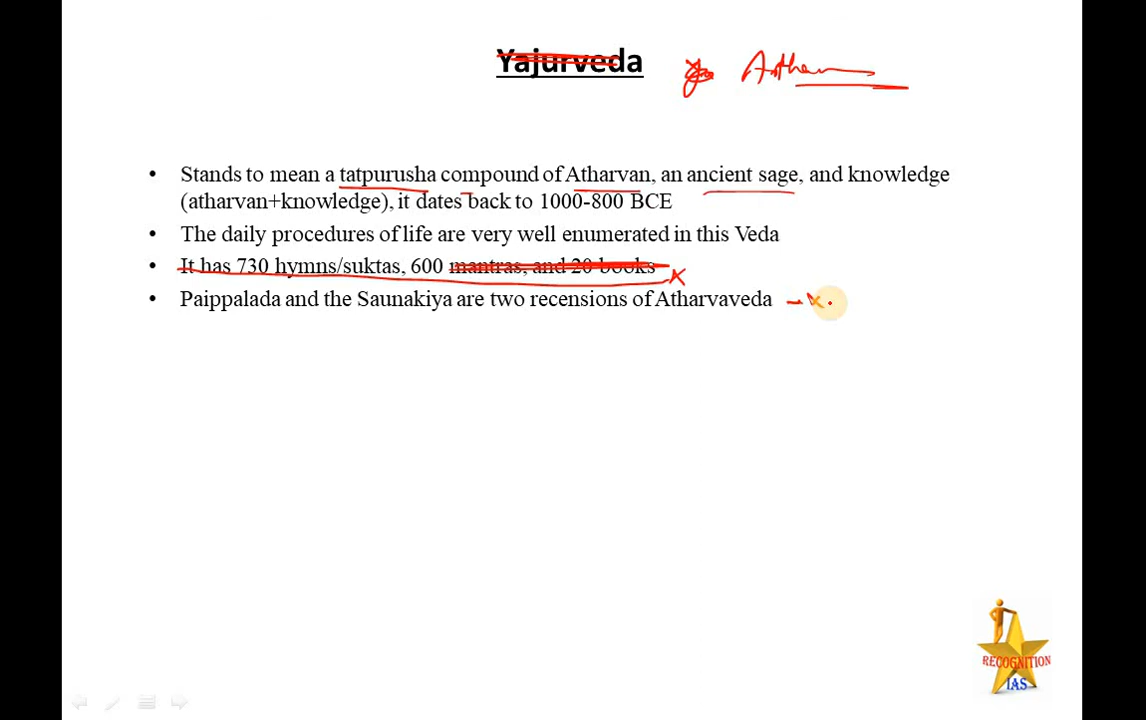 Yajurveda
• Stands to mean a tatpurusha compound of Atharvan, an ancient sage, and knowledge
(atharvan+knowledge), it dates back to 1000-800 BCE
• The daily procedures of life are very well enumerated in this Veda
• It has 730 hymns/suktas, 600 mantras, and 20 books
• Paippalada and the Saunakiya are two recensions of Atharvaveda
RECOGNITION
IAS